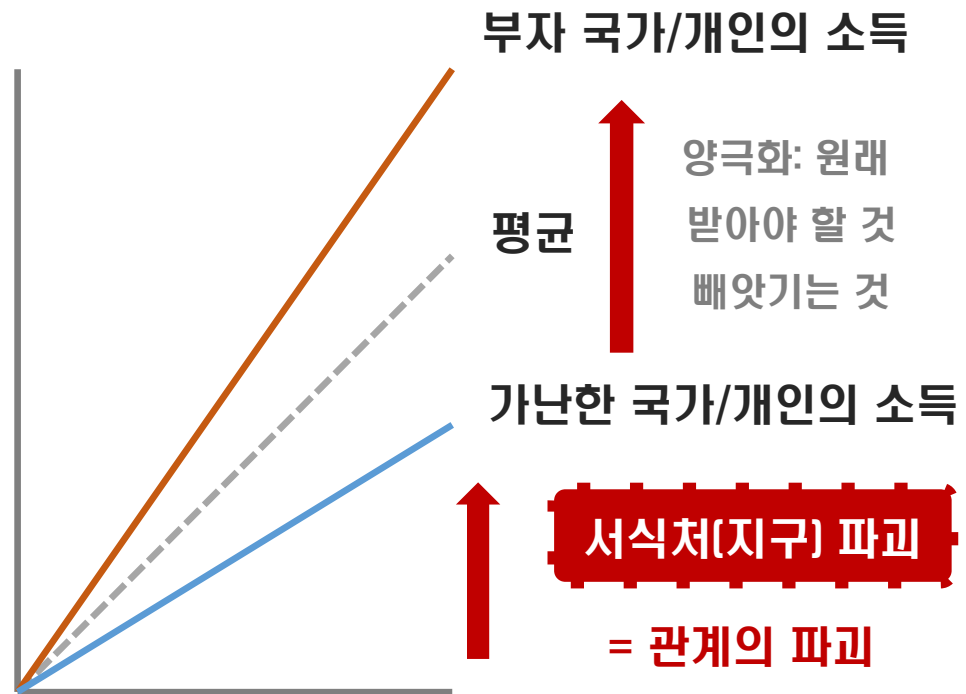 부자 국가/개인의 소득
양극화: 원래
받아야 할 것
빼앗기는 것
평균
가난한 국가/개인의 소득
서식처(지구) 파괴
= 관계의 파괴